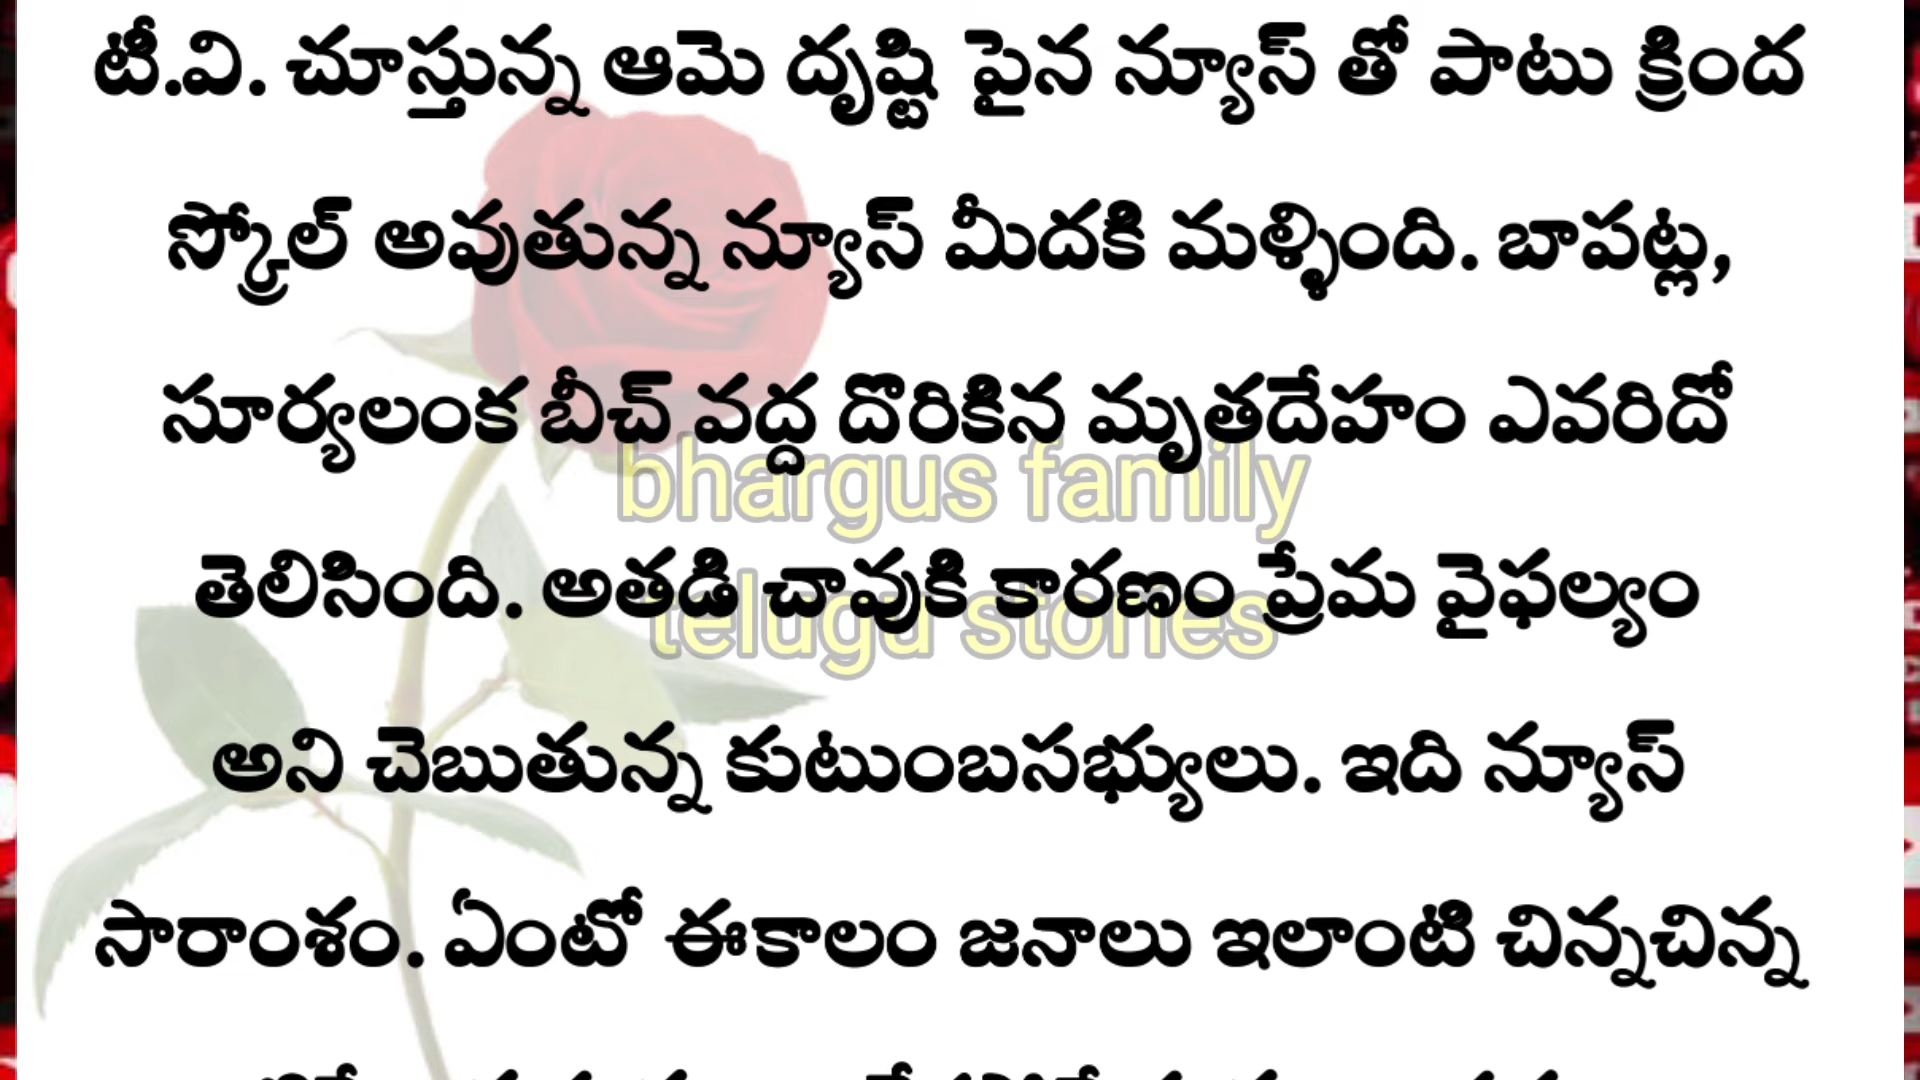 టీ.వి. చూస్తున్న ఆమె దృష్టి పైన న్యూస్ తో పాటు క్రింద
స్క్రోల్ అవుతున్న న్యూస్ మీదకి మళ్ళింది. బాపట్ల,
సూర్యలంక బీచ్ వద్ద దొరికిన మృతదేహం ఎవరిదో
bhargus family
తెలిసింది. అతడి చావుకి కారణం ప్రేమ వైఫల్యం
telugu stories
అని చెబుతున్న కుటుంబసభ్యులు. ఇది న్యూస్
సారాంశం. ఏంటో ఈకాలం జనాలు ఇలాంటి చిన్నచిన్న